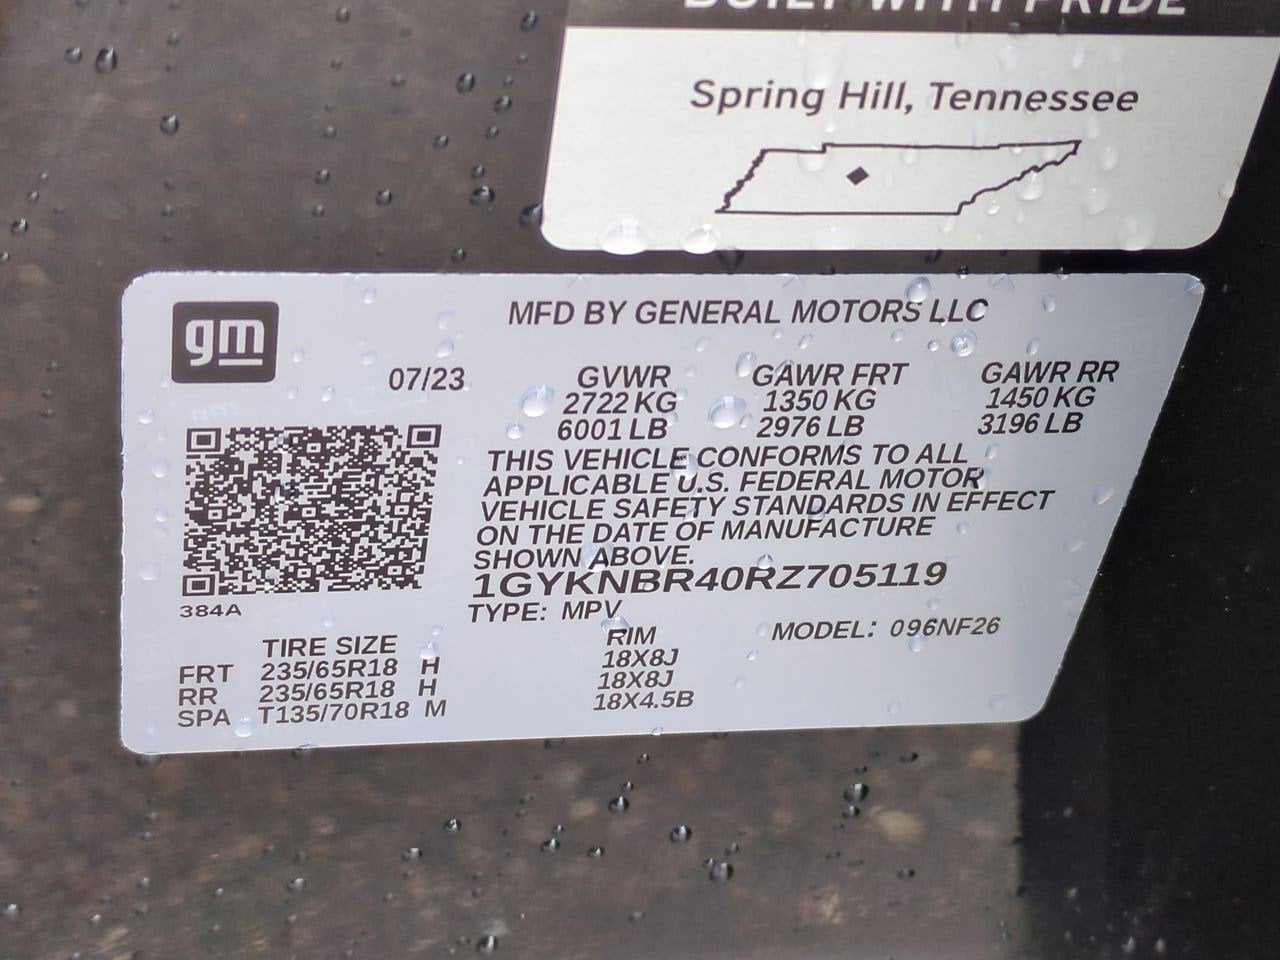 BUILT WITH PRIDE
Spring Hill, Tennessee
gm
MFD BY GENERAL MOTORS LLC
07/23 GVWR GAWR FRT GAWR RR
2722 KG 1350 KG 1450 KG
6001 LB 2976 LB 3196 LB
THIS VEHICLE CONFORMS TO ALL
APPLICABLE U.S. FEDERAL MOTOR
VEHICLE SAFETY STANDARDS IN EFFECT
ON THE DATE OF MANUFACTURE
SHOWN ABOVE.
1GYKNBR40RZ705119
384A
TYPE: MPV
TIRE SIZE RIM MODEL: 096NF26
FRT 235/65R18 H 18X8J
RR 235/65R18 H 18X8J
SPA T135/70R18 M 18X4.5B